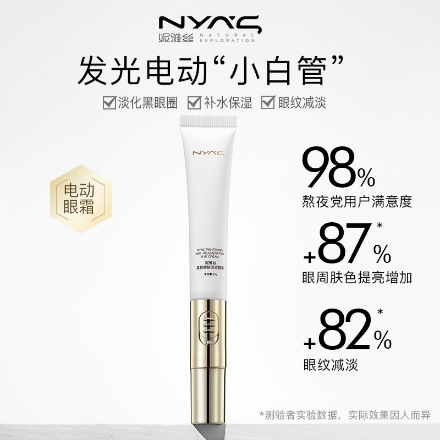 NYAS
妮雅丝 NATURAL EXPLORATION
发光电动“小白管”
淡化黑眼圈 补水保湿 眼纹减淡
电动
眼霜
NYAS
98%
熬夜党用户满意度
+87%*
眼周肤色提亮增加
+82%*
眼纹减淡
*测验者实验数据，实际效果因人而异